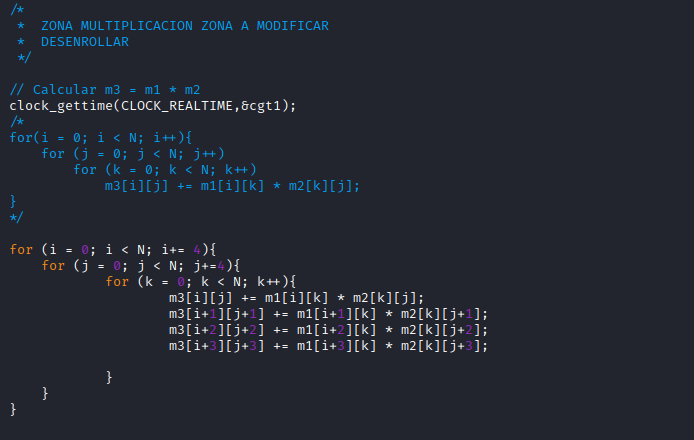 /*
 *  ZONA MULTIPLICACION ZONA A MODIFICAR
 *  DESENROLLAR
 */
// Calcular m3 = m1 * m2
clock_gettime(CLOCK_REALTIME,&cgt1);
/*
for(i = 0; i < N; i++){
    for (j = 0; j < N; j++)
        for (k = 0; k < N; k++)
            m3[i][j] += m1[i][k] * m2[k][j];
}
*/
for (i = 0; i < N; i+= 4){
    for (j = 0; j < N; j+=4){
            for (k = 0; k < N; k++){
                    m3[i][j] += m1[i][k] * m2[k][j];
                    m3[i+1][j+1] += m1[i+1][k] * m2[k][j+1];
                    m3[i+2][j+2] += m1[i+2][k] * m2[k][j+2];
                    m3[i+3][j+3] += m1[i+3][k] * m2[k][j+3];
            }
    }
}